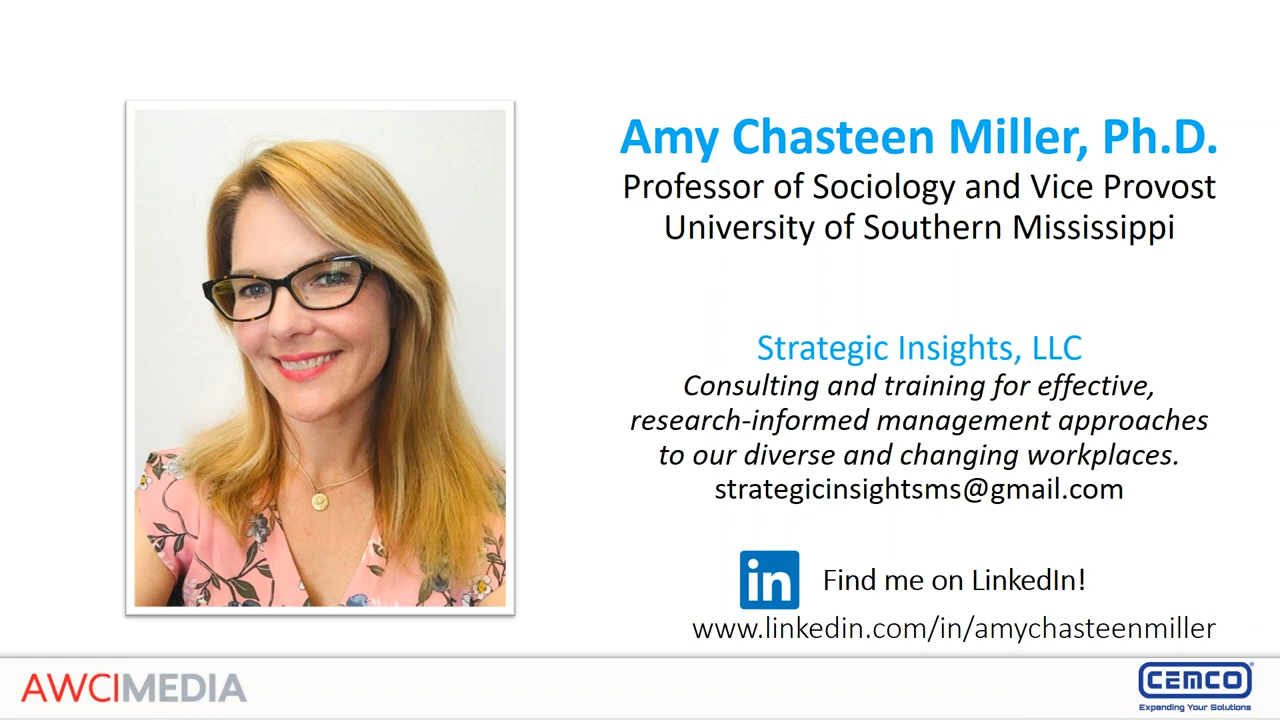 Amy Chasteen Miller, Ph.D.
Professor of Sociology and Vice Provost
University of Southern Mississippi
Strategic Insights, LLC
Consulting and training for effective,
research-informed management approaches
to our diverse and changing workplaces.
strategicinsightsms@gmail.com
in Find me on LinkedIn!
www.linkedin.com/in/amychasteenmiller
AWCIMEDIA
CEMCO®
Expanding Your Solutions